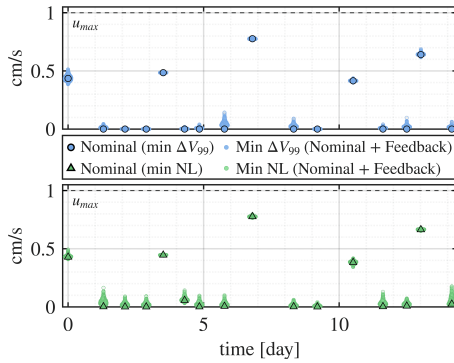 u_max
1
0.5
0
cm/s
Nominal (min ΔV₉₉) Min ΔV₉₉ (Nominal + Feedback)
Nominal (min NL) Min NL (Nominal + Feedback)
u_max
1
0.5
0
cm/s
0 5 10
time [day]